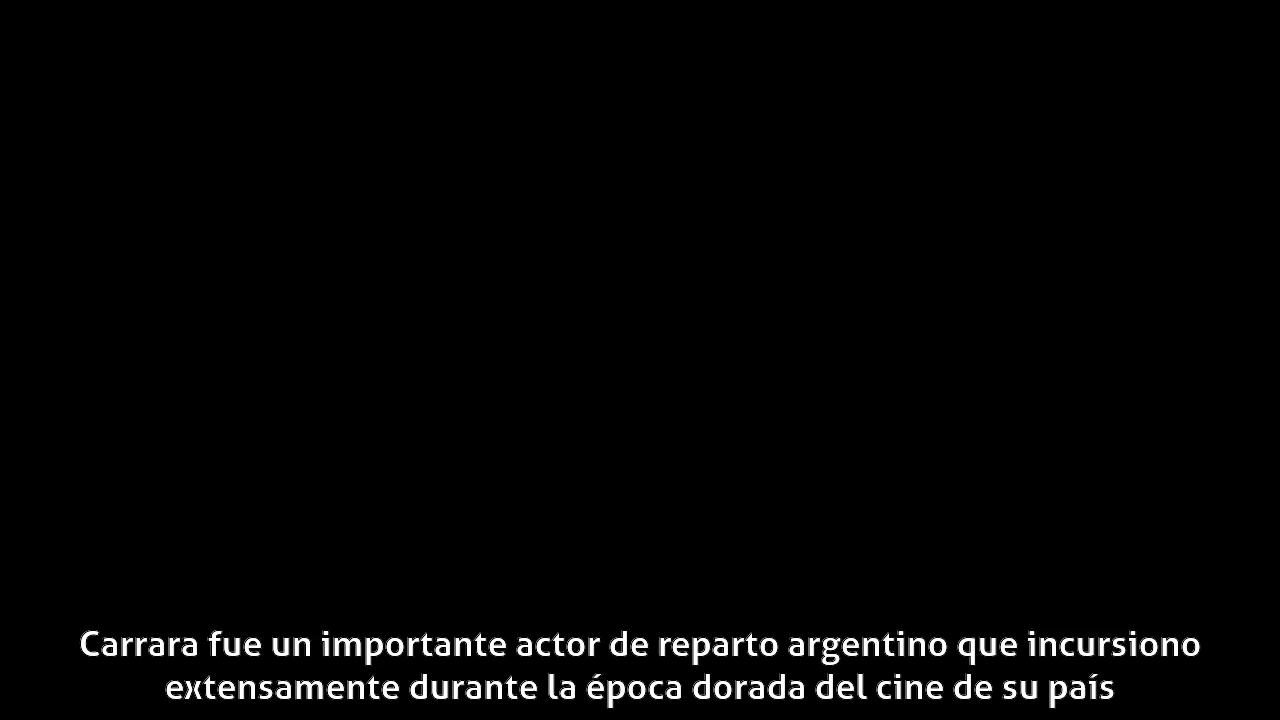 Carrara fue un importante actor de reparto argentino que incursiono
extensamente durante la época dorada del cine de su país